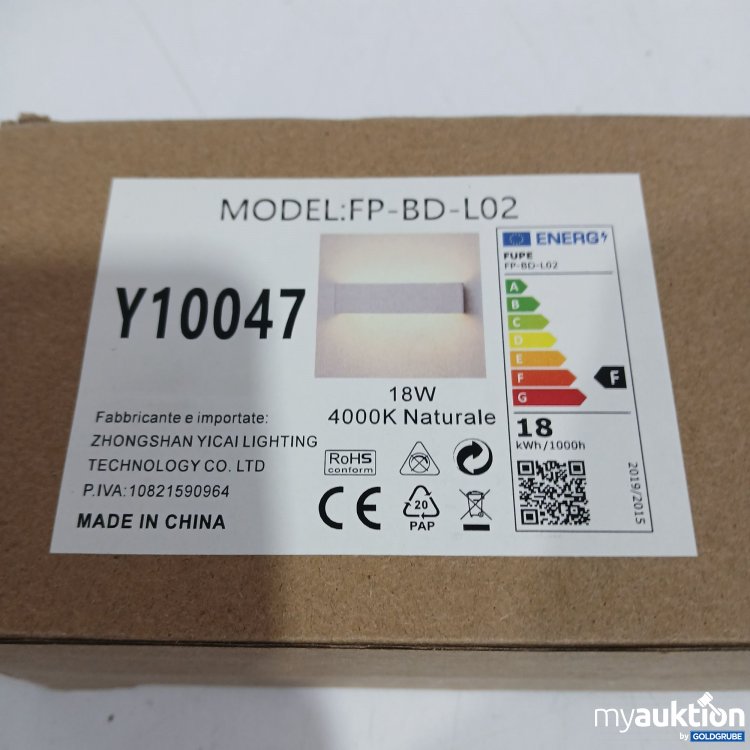 MODEL:FP-BD-L02
Y10047
18W
4000K Naturale
Fabbricante e importate:
ZHONGSHAN YICAI LIGHTING
TECHNOLOGY CO. LTD
P.IVA:10821590964
MADE IN CHINA
RoHS
conform
CE
20
PAP
ENERG
FUPE
FP-BD-L02
A
B
C
D
E
F
G
F
18
kWh/1000h
2019/2015
myauktion
by GOLDGRUBE